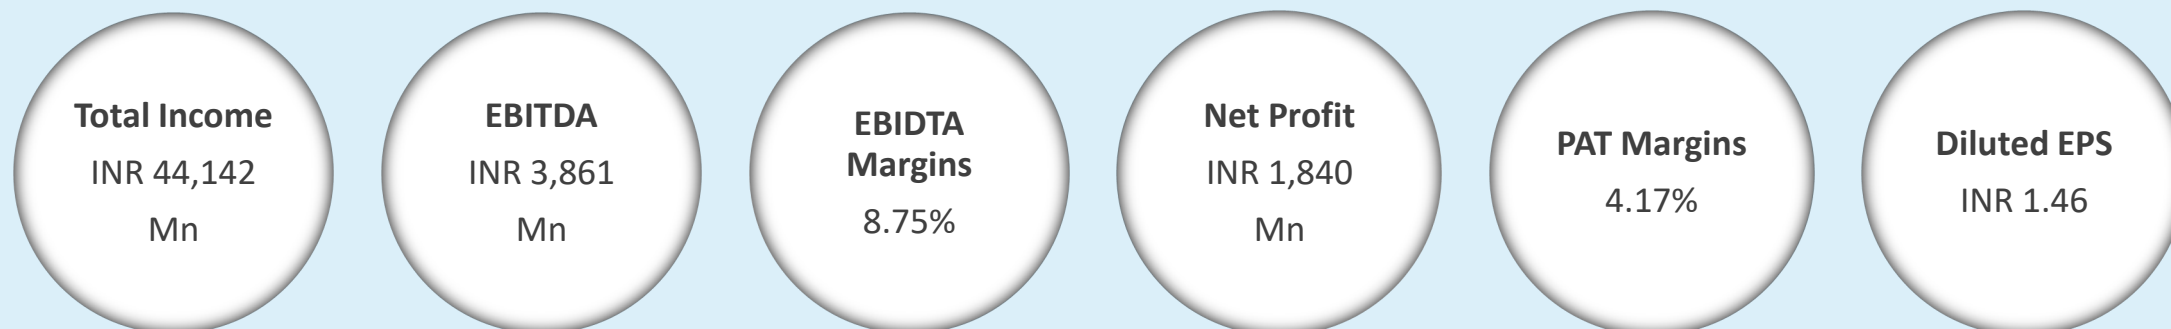 Total Income
INR 44,142
Mn
EBITDA
INR 3,861
Mn
EBIDTA
Margins
8.75%
Net Profit
INR 1,840
Mn
PAT Margins
4.17%
Diluted EPS
INR 1.46